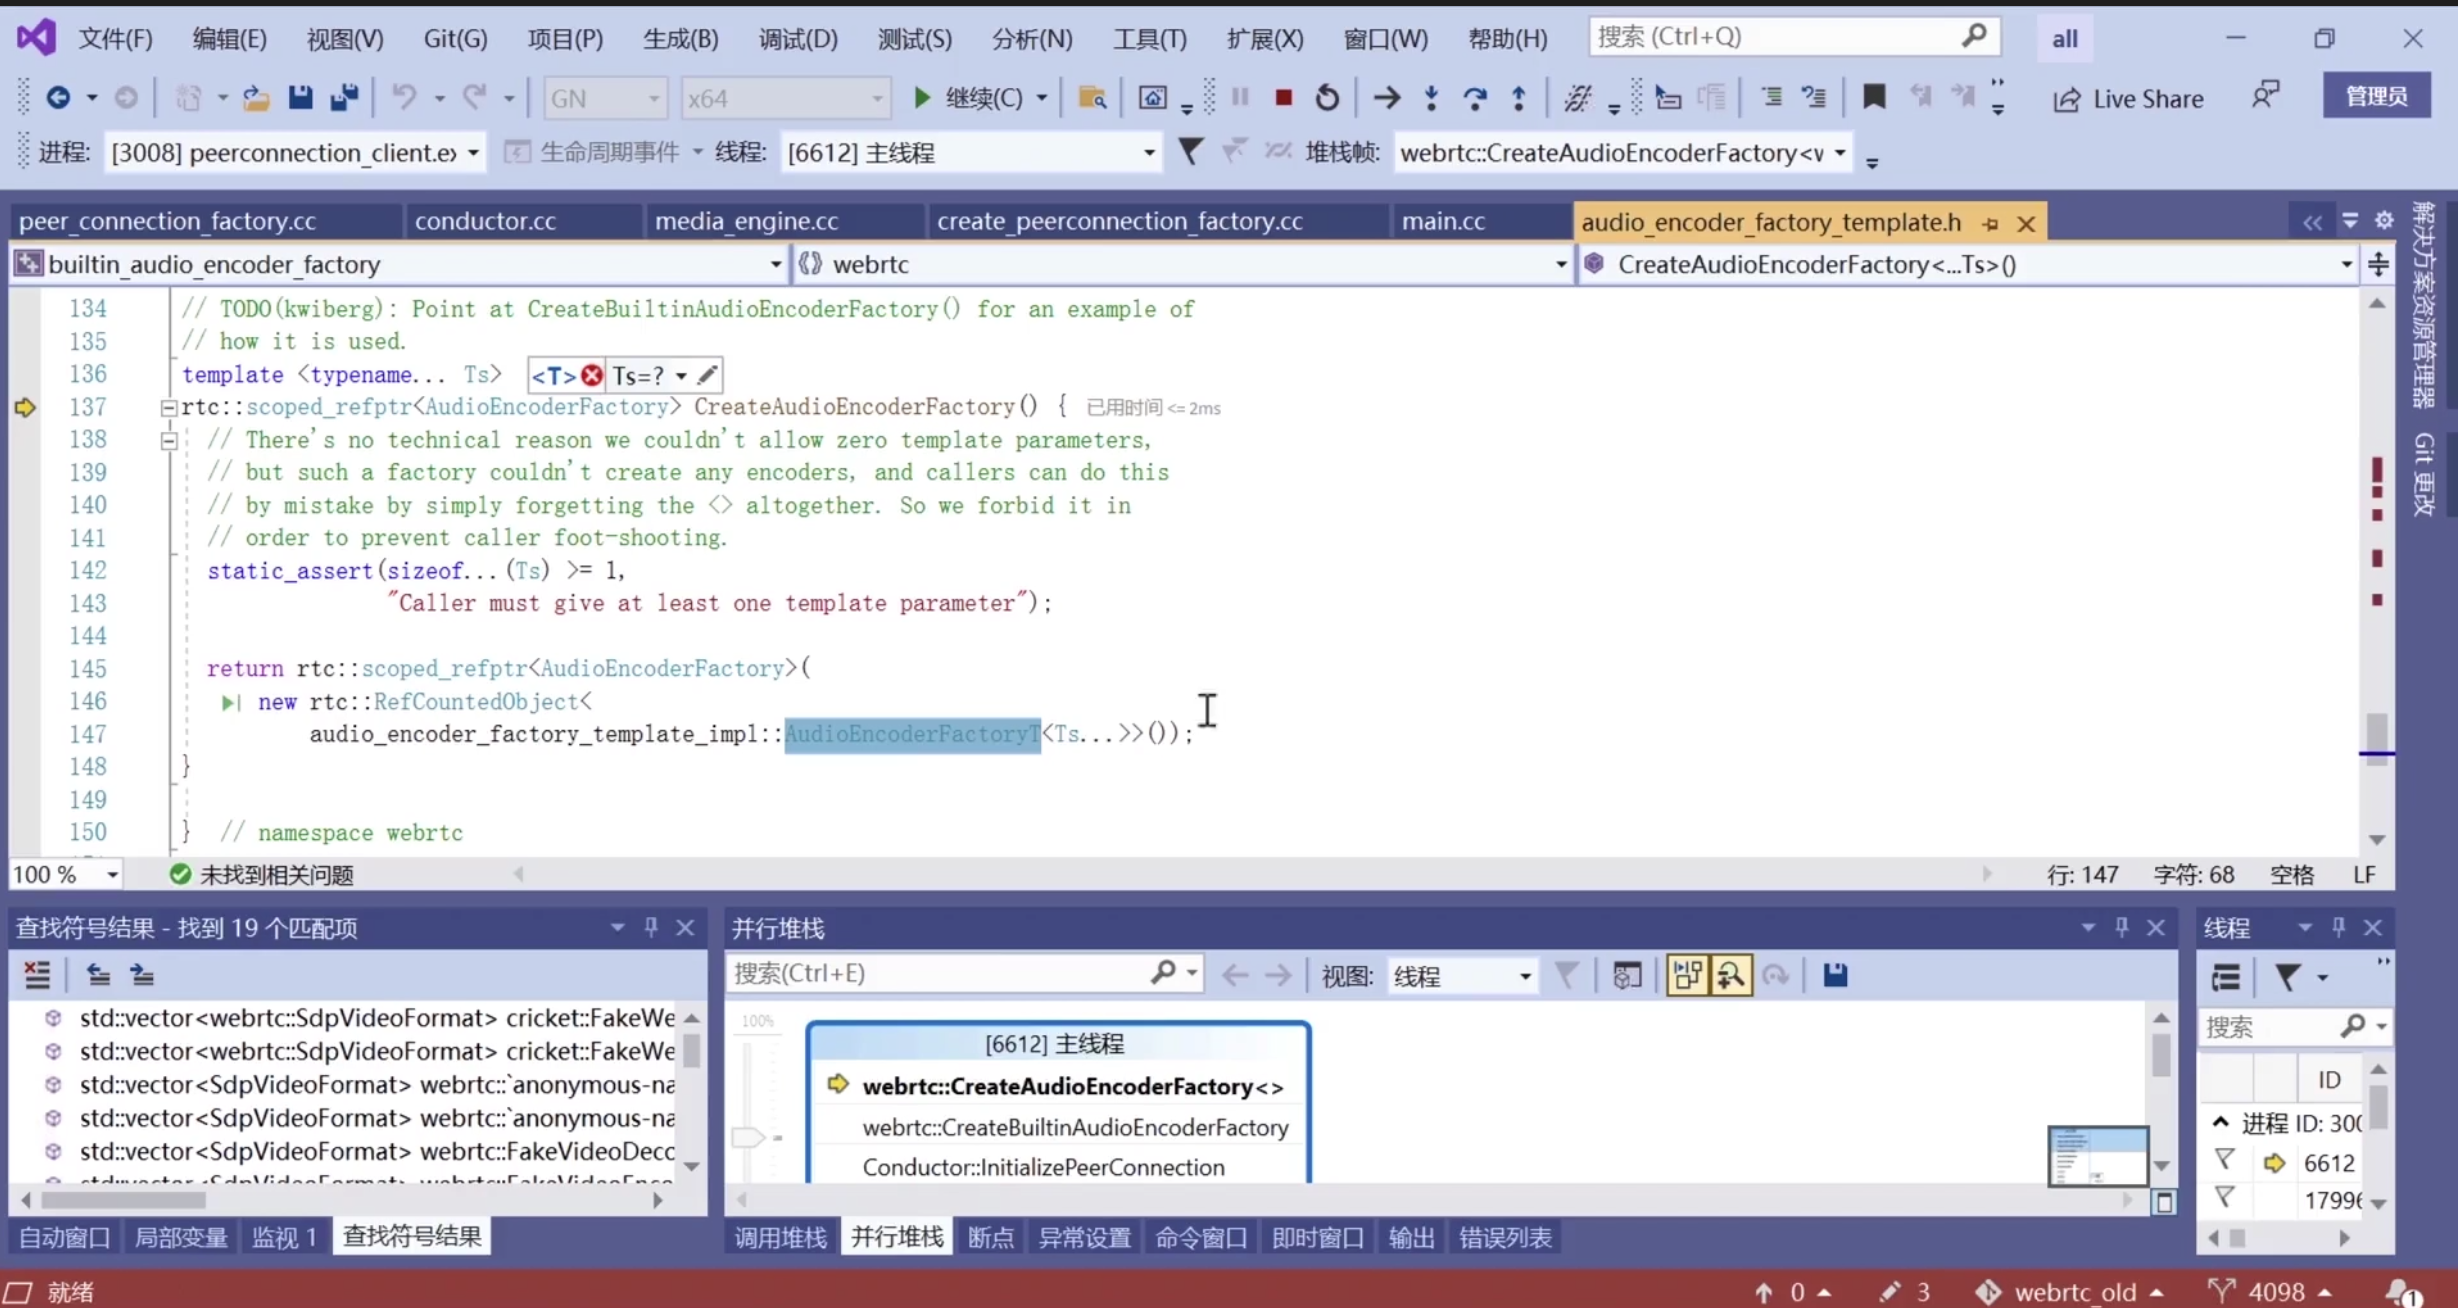 文件(F) 编辑(E) 视图(V) Git(G) 项目(P) 生成(B) 调试(D) 测试(S) 分析(N) 工具(T) 扩展(X) 窗口(W) 帮助(H) 搜索 (Ctrl+Q) all
GN x64 继续(C) Live Share 管理员
进程: [3008] peerconnection_client.ex 生命周期事件 线程: [6612] 主线程 堆栈帧: webrtc::CreateAudioEncoderFactory<v
peer_connection_factory.cc conductor.cc media_engine.cc create_peerconnection_factory.cc main.cc audio_encoder_factory_template.h
builtin_audio_encoder_factory webrtc CreateAudioEncoderFactory<...Ts>()
134 // TODO(kwiberg): Point at CreateBuiltinAudioEncoderFactory() for an example of
135 // how it is used.
136 template <typename... Ts> <T> Ts=?
137 rtc::scoped_refptr<AudioEncoderFactory> CreateAudioEncoderFactory() { 已用时间 <= 2ms
138 // There's no technical reason we couldn't allow zero template parameters,
139 // but such a factory couldn't create any encoders, and callers can do this
140 // by mistake by simply forgetting the <> altogether. So we forbid it in
141 // order to prevent caller foot-shooting.
142 static_assert(sizeof...(Ts) >= 1,
143 "Caller must give at least one template parameter");
144
145 return rtc::scoped_refptr<AudioEncoderFactory>(
146 new rtc::RefCountedObject<
147 audio_encoder_factory_template_impl::AudioEncoderFactoryT<Ts...>>());
148 }
149
150 } // namespace webrtc
100 % 未找到相关问题 行: 147 字符: 68 空格 LF
解决方案资源管理器
Git 更改
查找符号结果 - 找到 19 个匹配项
std::vector<webrtc::SdpVideoFormat> cricket::FakeWe
std::vector<webrtc::SdpVideoFormat> cricket::FakeWe
std::vector<SdpVideoFormat> webrtc::`anonymous-na
std::vector<SdpVideoFormat> webrtc::`anonymous-na
std::vector<SdpVideoFormat> webrtc::FakeVideoDecc
自动窗口 局部变量 监视 1 查找符号结果
并行堆栈
搜索(Ctrl+E) 视图: 线程
100%
[6612] 主线程
webrtc::CreateAudioEncoderFactory<>
webrtc::CreateBuiltinAudioEncoderFactory
Conductor::InitializePeerConnection
调用堆栈 并行堆栈 断点 异常设置 命令窗口 即时窗口 输出 错误列表
线程
搜索
ID
进程 ID: 300
6612
1799
就绪 0 3 webrtc_old 4098 1